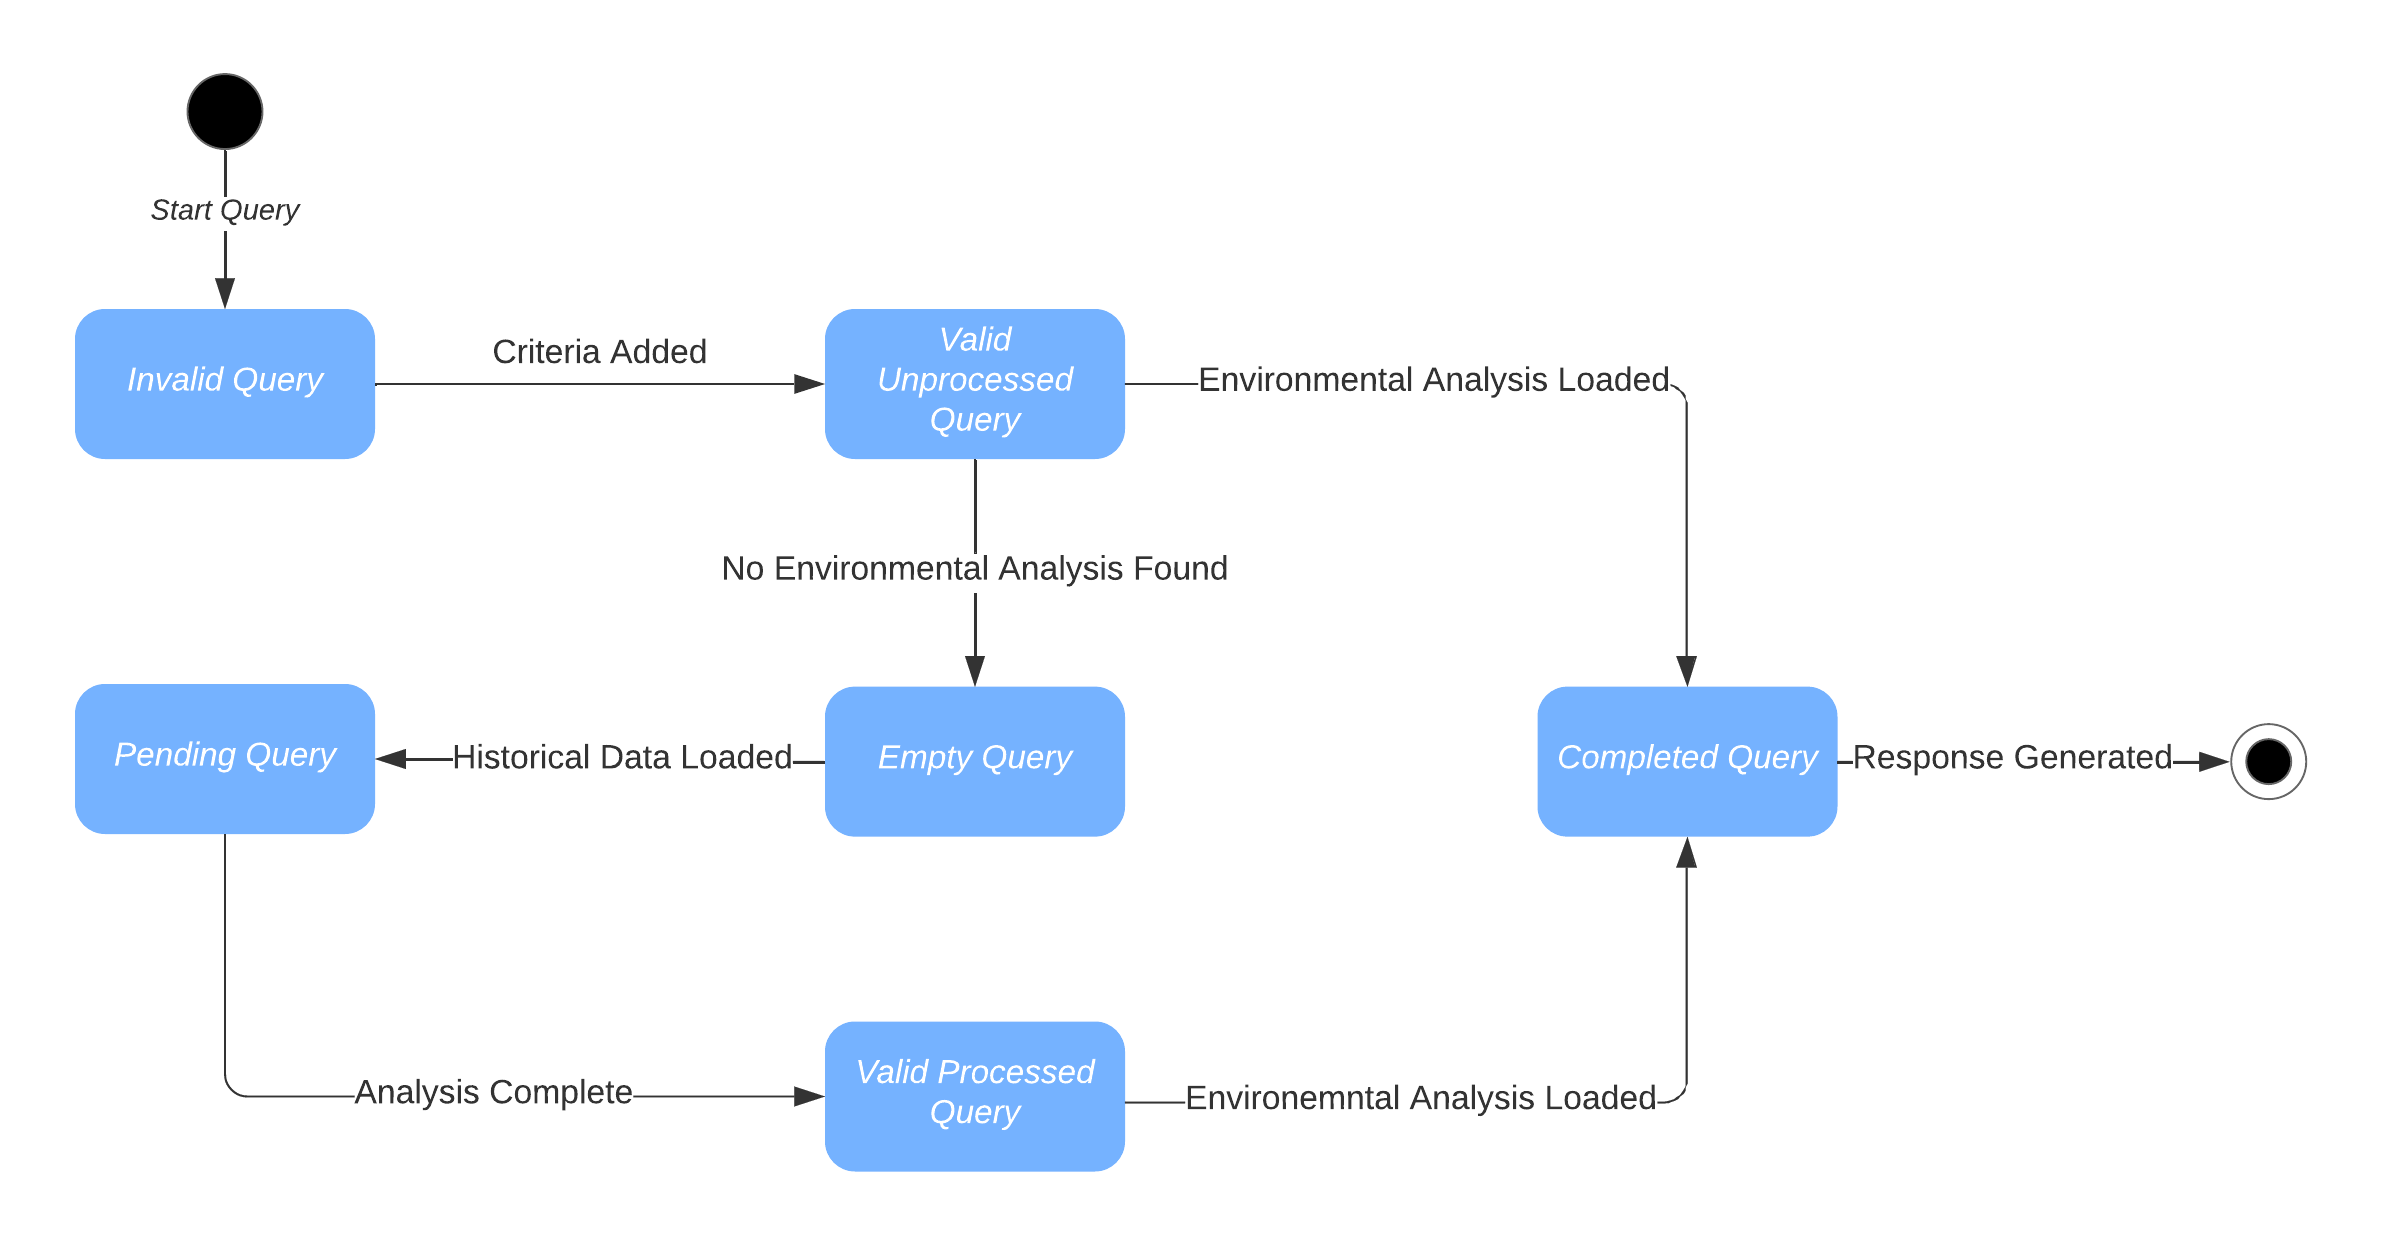 Start Query
Invalid Query
Criteria Added
Valid
Unprocessed
Query
Environmental Analysis Loaded
No Environmental Analysis Found
Pending Query
Historical Data Loaded
Empty Query
Completed Query
Response Generated
Analysis Complete
Valid Processed
Query
Environemntal Analysis Loaded